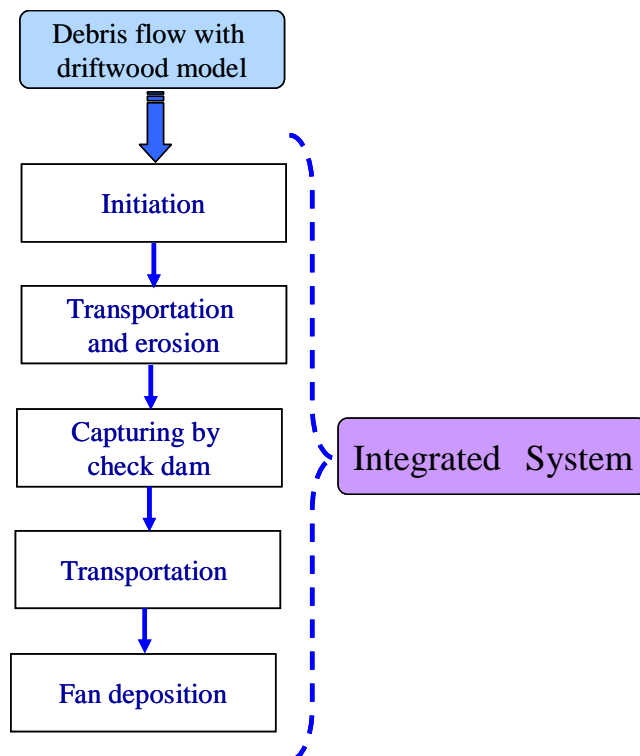 Debris flow with
driftwood model
Initiation
Transportation
and erosion
Capturing by
check dam
Integrated System
Transportation
Fan deposition